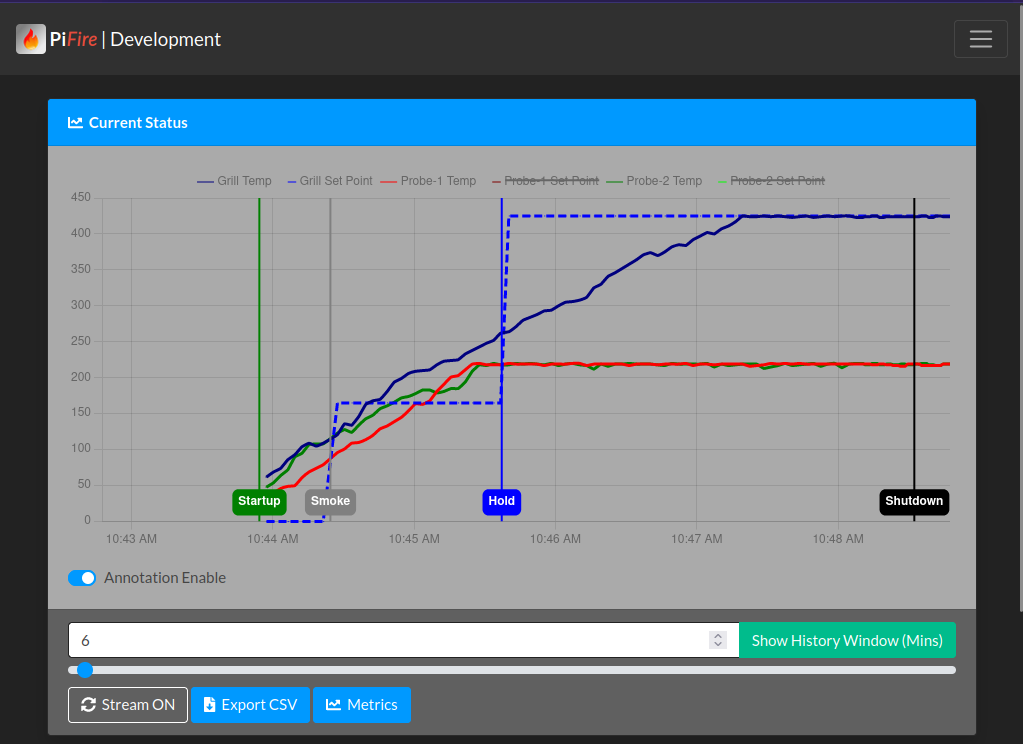 PiFire | Development
Current Status
Grill Temp Grill Set Point Probe-1 Temp Probe-1 Set Point Probe-2 Temp Probe-2 Set Point
450
400
350
300
250
200
150
100
50
0
Startup Smoke Hold Shutdown
10:43 AM 10:44 AM 10:45 AM 10:46 AM 10:47 AM 10:48 AM
Annotation Enable
6 Show History Window (Mins)
Stream ON Export CSV Metrics